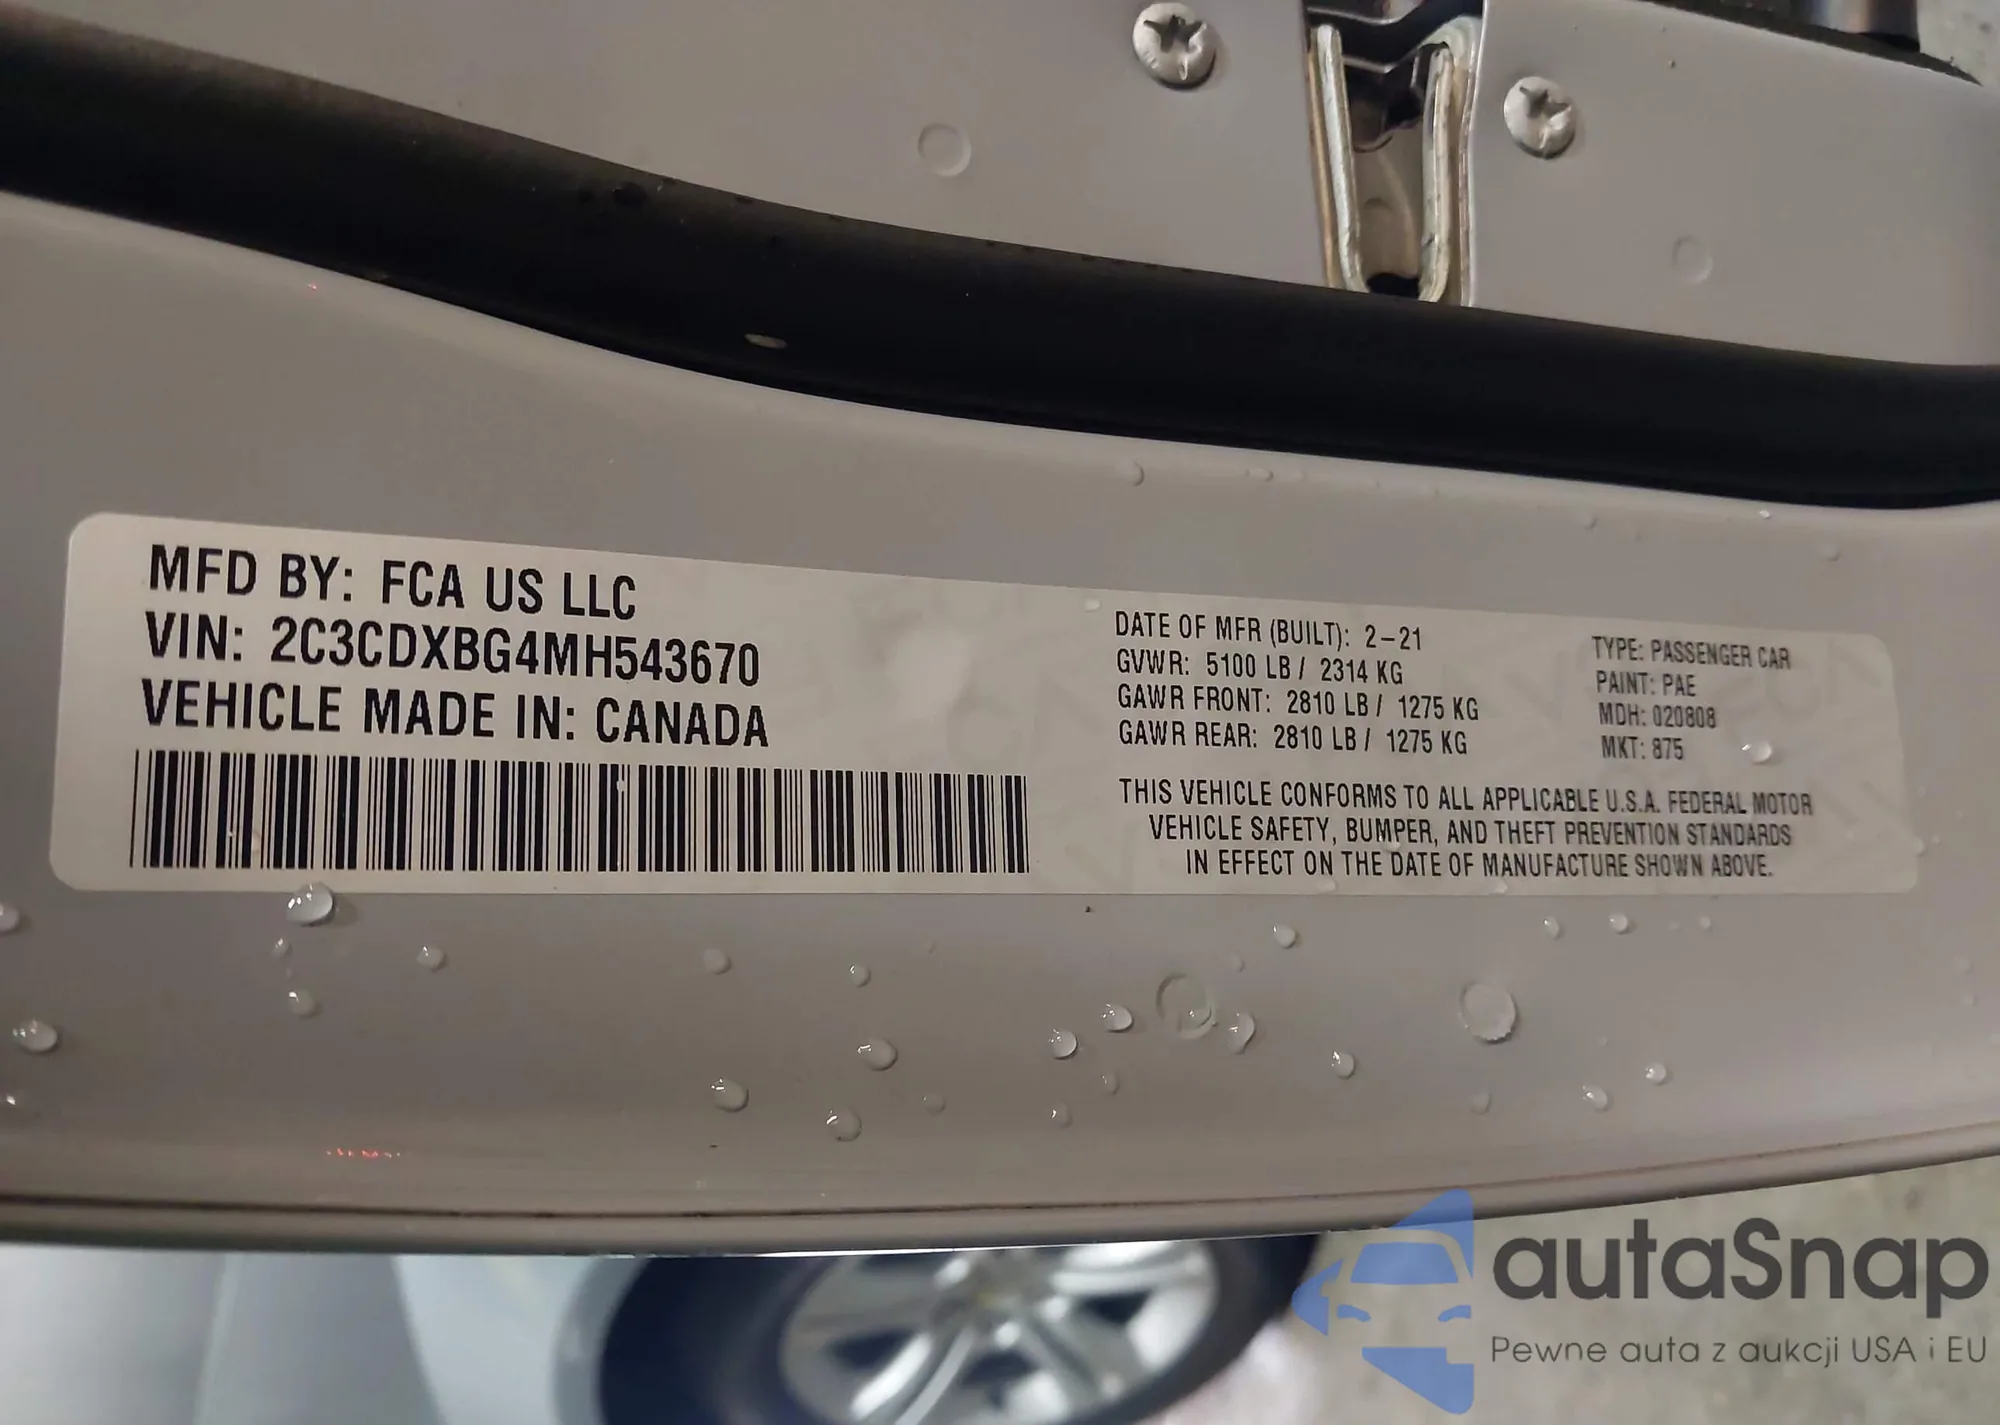 MFD BY: FCA US LLC
VIN: 2C3CDXBG4MH543670
VEHICLE MADE IN: CANADA
DATE OF MFR (BUILT): 2-21
GVWR: 5100 LB / 2314 KG
GAWR FRONT: 2810 LB / 1275 KG
GAWR REAR: 2810 LB / 1275 KG
TYPE: PASSENGER CAR
PAINT: PAE
MDH: 020808
MKT: 875
THIS VEHICLE CONFORMS TO ALL APPLICABLE U.S.A. FEDERAL MOTOR
VEHICLE SAFETY, BUMPER, AND THEFT PREVENTION STANDARDS
IN EFFECT ON THE DATE OF MANUFACTURE SHOWN ABOVE.
autaSnap
Pewne auta z aukcji USA i EU